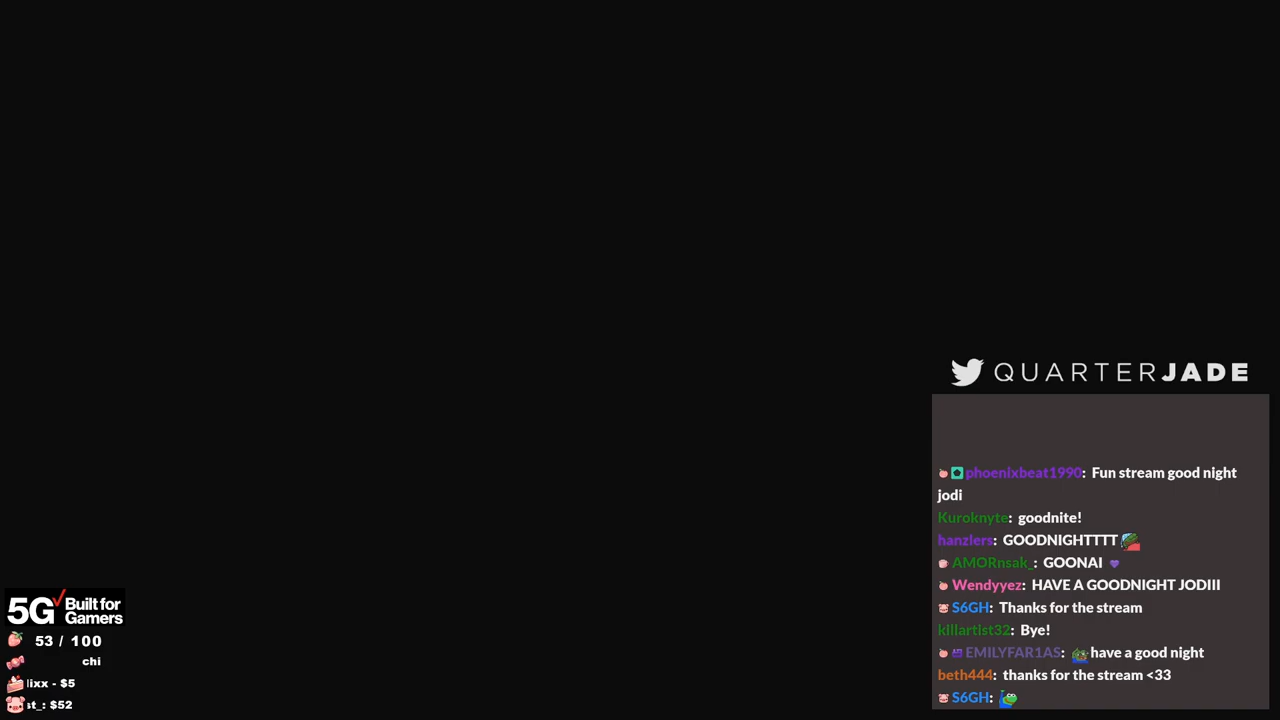 QUARTERJADE
phoenixbeat1990: Fun stream good night
jodi
Kuroknyte: goodnite!
hanzlers: GOODNIGHTTTT
AMORnsak_: GOONAI
Wendyyez: HAVE A GOODNIGHT JODIII
S6GH: Thanks for the stream
killartist32: Bye!
EMILYFAR1AS: have a good night
beth444: thanks for the stream <33
S6GH:
5G Built for
Gamers
53 / 100
chi
lixx - $5
st_: $52